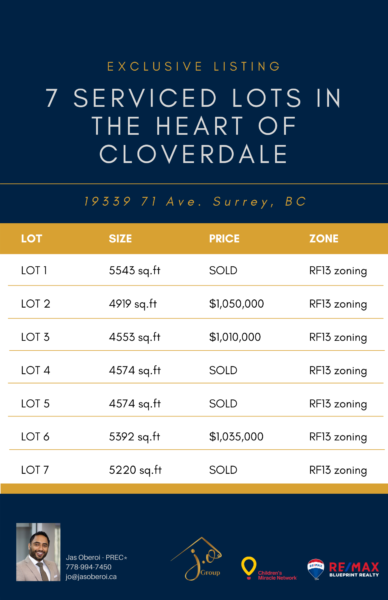 EXCLUSIVE LISTING
7 SERVICED LOTS IN
THE HEART OF
CLOVERDALE
19339 71 Ave. Surrey, BC
LOT SIZE PRICE ZONE
LOT 1 5543 sq.ft SOLD RF13 zoning
LOT 2 4919 sq.ft $1,050,000 RF13 zoning
LOT 3 4553 sq.ft $1,010,000 RF13 zoning
LOT 4 4574 sq.ft SOLD RF13 zoning
LOT 5 4574 sq.ft SOLD RF13 zoning
LOT 6 5392 sq.ft $1,035,000 RF13 zoning
LOT 7 5220 sq.ft SOLD RF13 zoning
Jas Oberoi - PREC*
778-994-7450
jo@jasoberoi.ca
j.o
Group
Children's
Miracle Network
RE/MAX
BLUEPRINT REALTY